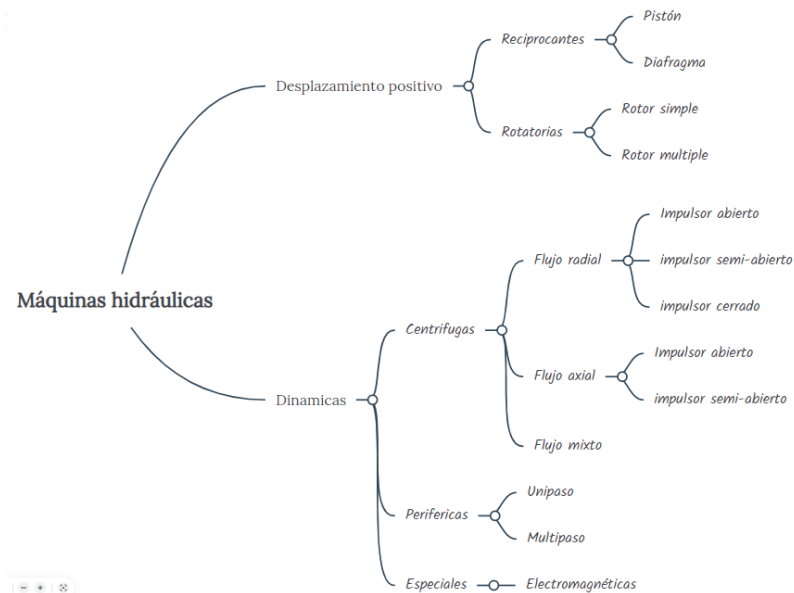 Máquinas hidráulicas
Desplazamiento positivo
Reciprocantes
Pistón
Diafragma
Rotatorias
Rotor simple
Rotor multiple
Dinamicas
Centrifugas
Flujo radial
Impulsor abierto
impulsor semi-abierto
impulsor cerrado
Flujo axial
Impulsor abierto
impulsor semi-abierto
Flujo mixto
Perifericas
Unipaso
Multipaso
Especiales
Electromagnéticas